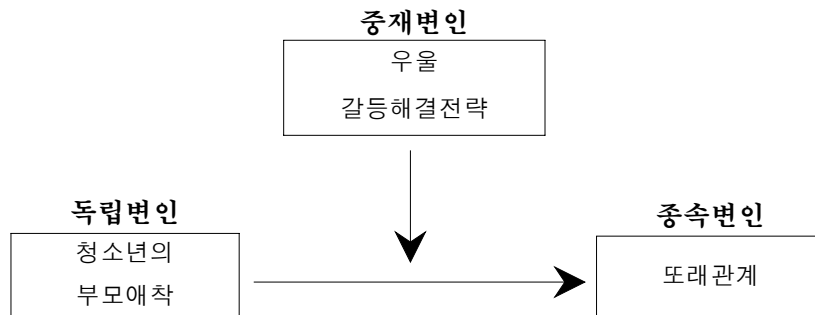 중재변인
우울
갈등해결전략
독립변인
청소년의
부모애착
종속변인
또래관계